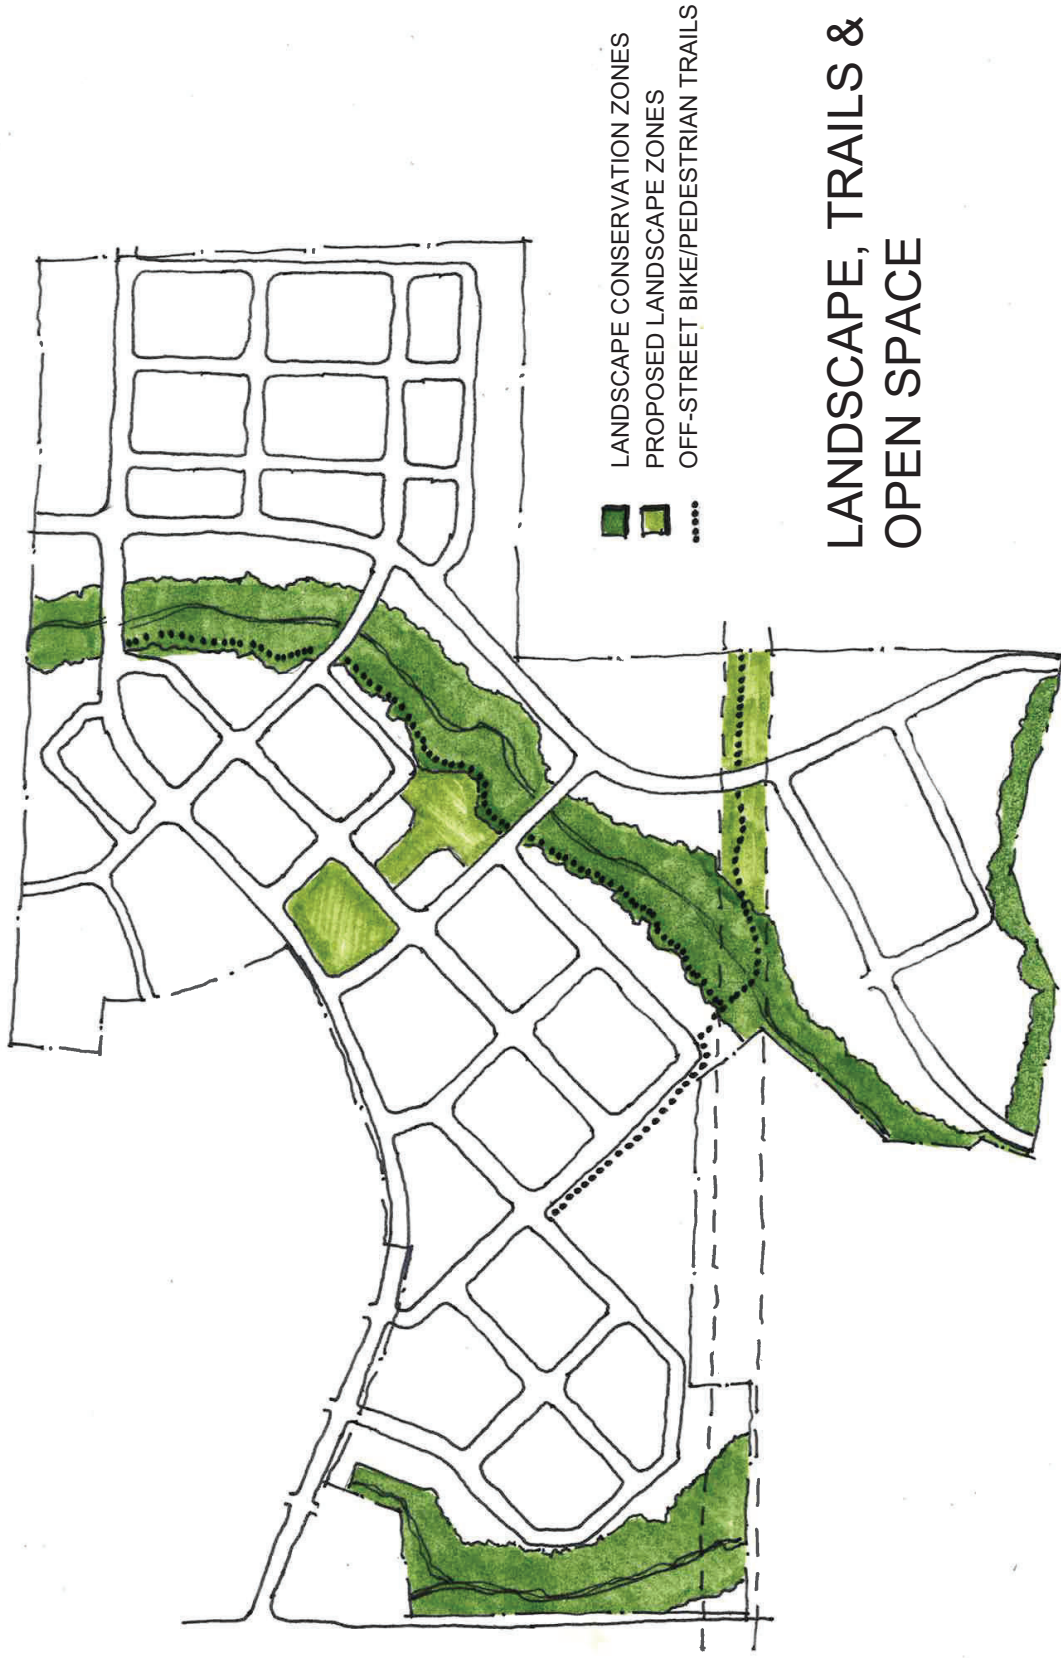 LANDSCAPE CONSERVATION ZONES
PROPOSED LANDSCAPE ZONES
OFF-STREET BIKE/PEDESTRIAN TRAILS
LANDSCAPE, TRAILS &
OPEN SPACE